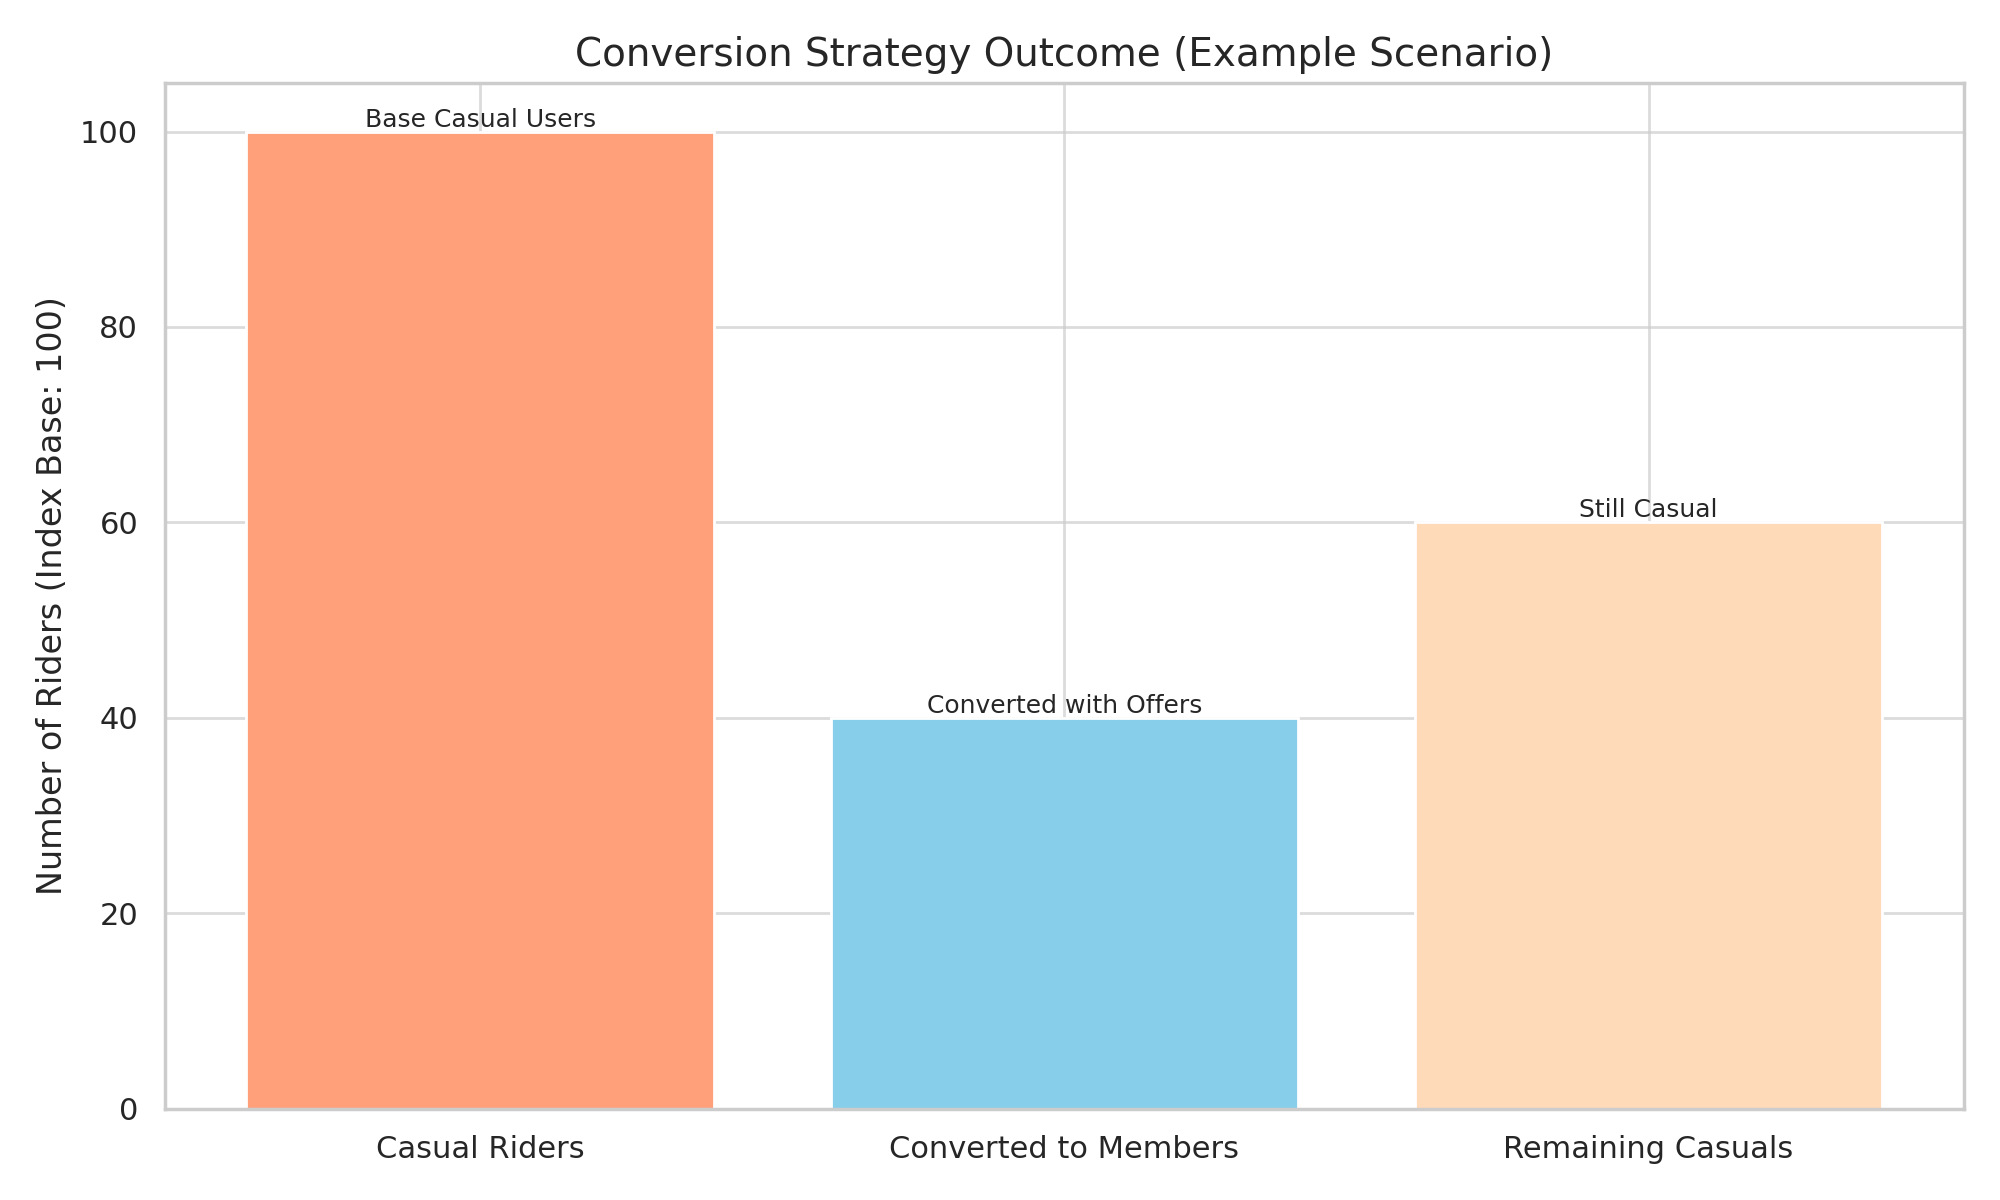 Conversion Strategy Outcome (Example Scenario)
Number of Riders (Index Base: 100)
100
80
60
40
20
0
Base Casual Users
Converted with Offers
Still Casual
Casual Riders
Converted to Members
Remaining Casuals